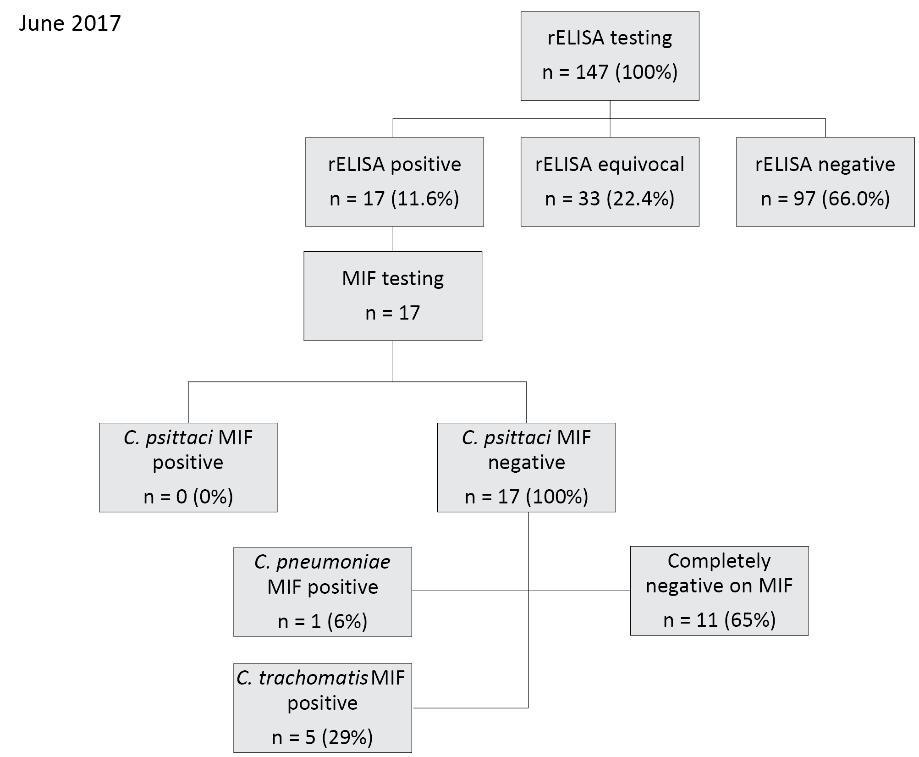 June 2017
rELISA testing
n = 147 (100%)
rELISA positive
n = 17 (11.6%)
rELISA equivocal
n = 33 (22.4%)
rELISA negative
n = 97 (66.0%)
MIF testing
n = 17
C. psittaci MIF
positive
n = 0 (0%)
C. psittaci MIF
negative
n = 17 (100%)
C. pneumoniae
MIF positive
n = 1 (6%)
Completely
negative on MIF
n = 11 (65%)
C. trachomatis MIF
positive
n = 5 (29%)